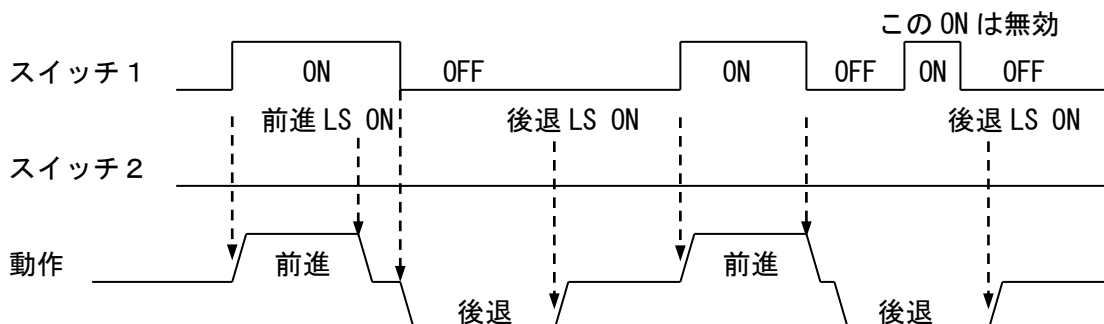 この ON は無効
スイッチ１ ON OFF ON OFF ON OFF
前進 LS ON 後退 LS ON 後退 LS ON
スイッチ２
動作 前進 前進
後退 後退